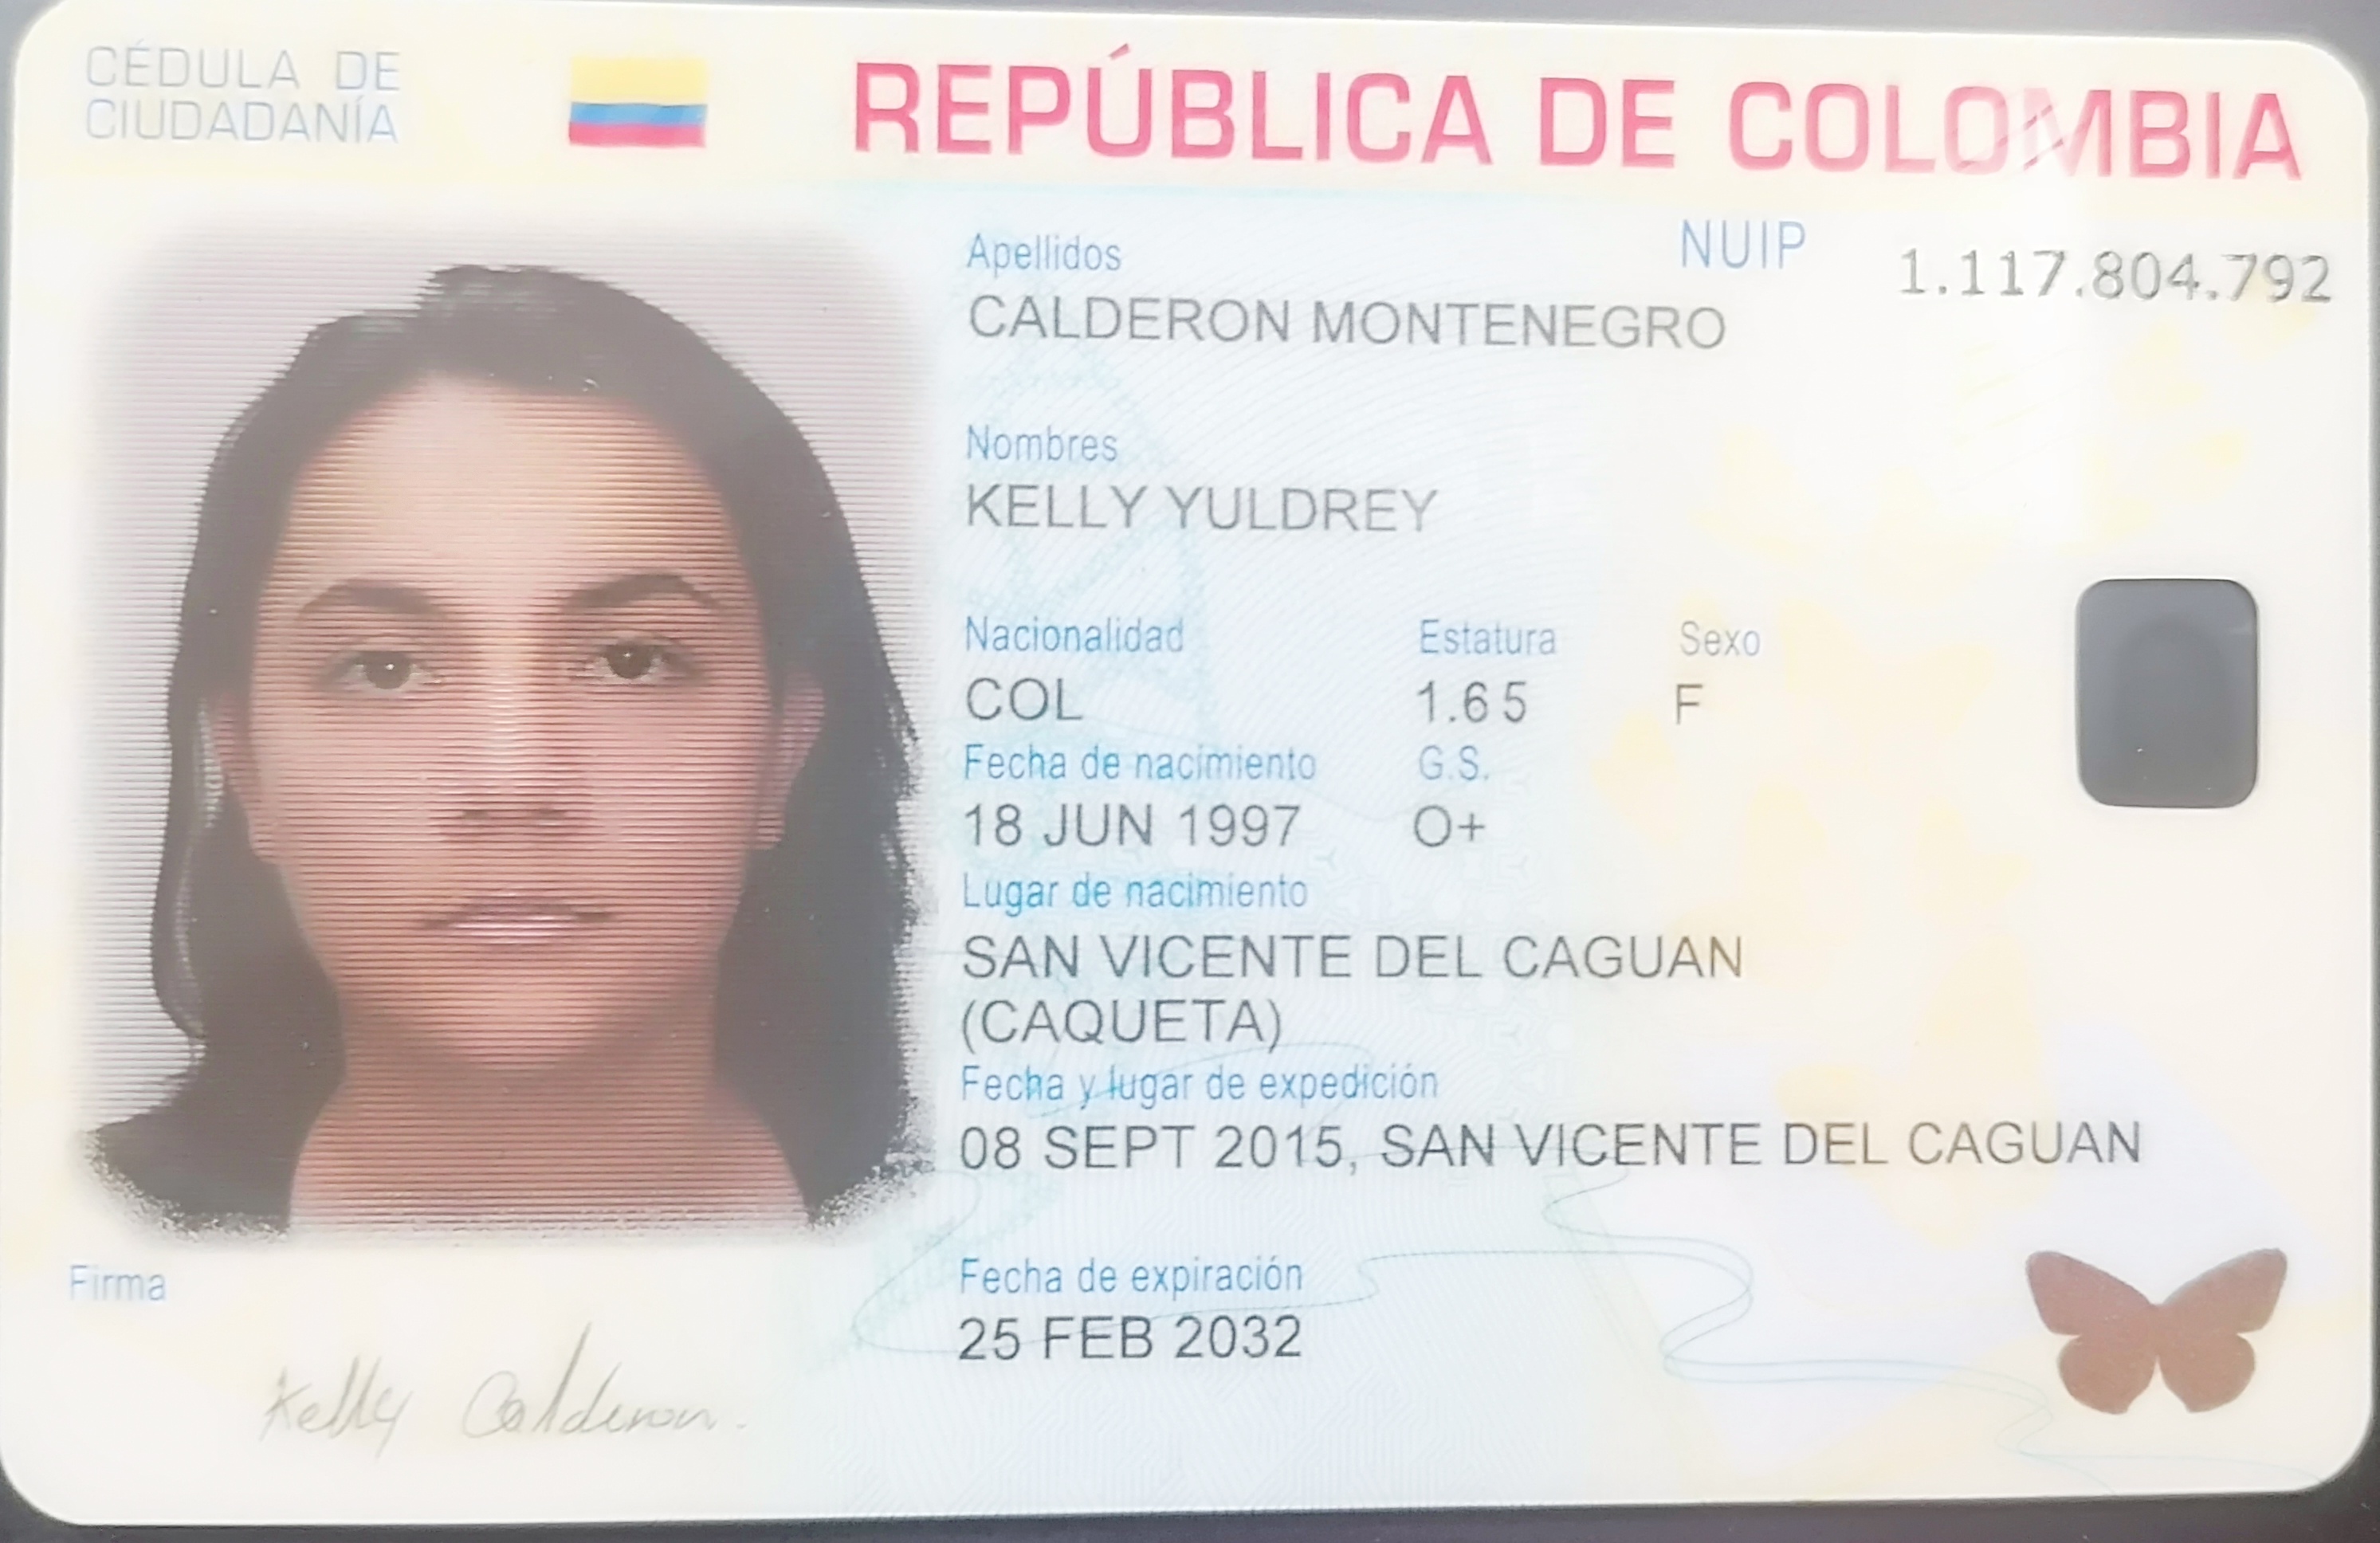 CÉDULA DE
CIUDADANÍA
REPÚBLICA DE COLOMBIA
NUIP 1.117.804.792
Apellidos
CALDERON MONTENEGRO
Nombres
KELLY YULDREY
Nacionalidad Estatura Sexo
COL 1.65 F
Fecha de nacimiento G.S.
18 JUN 1997 O+
Lugar de nacimiento
SAN VICENTE DEL CAGUAN
(CAQUETA)
Fecha y lugar de expedición
08 SEPT 2015, SAN VICENTE DEL CAGUAN
Fecha de expiración
25 FEB 2032
Firma
Kelly Calderon.